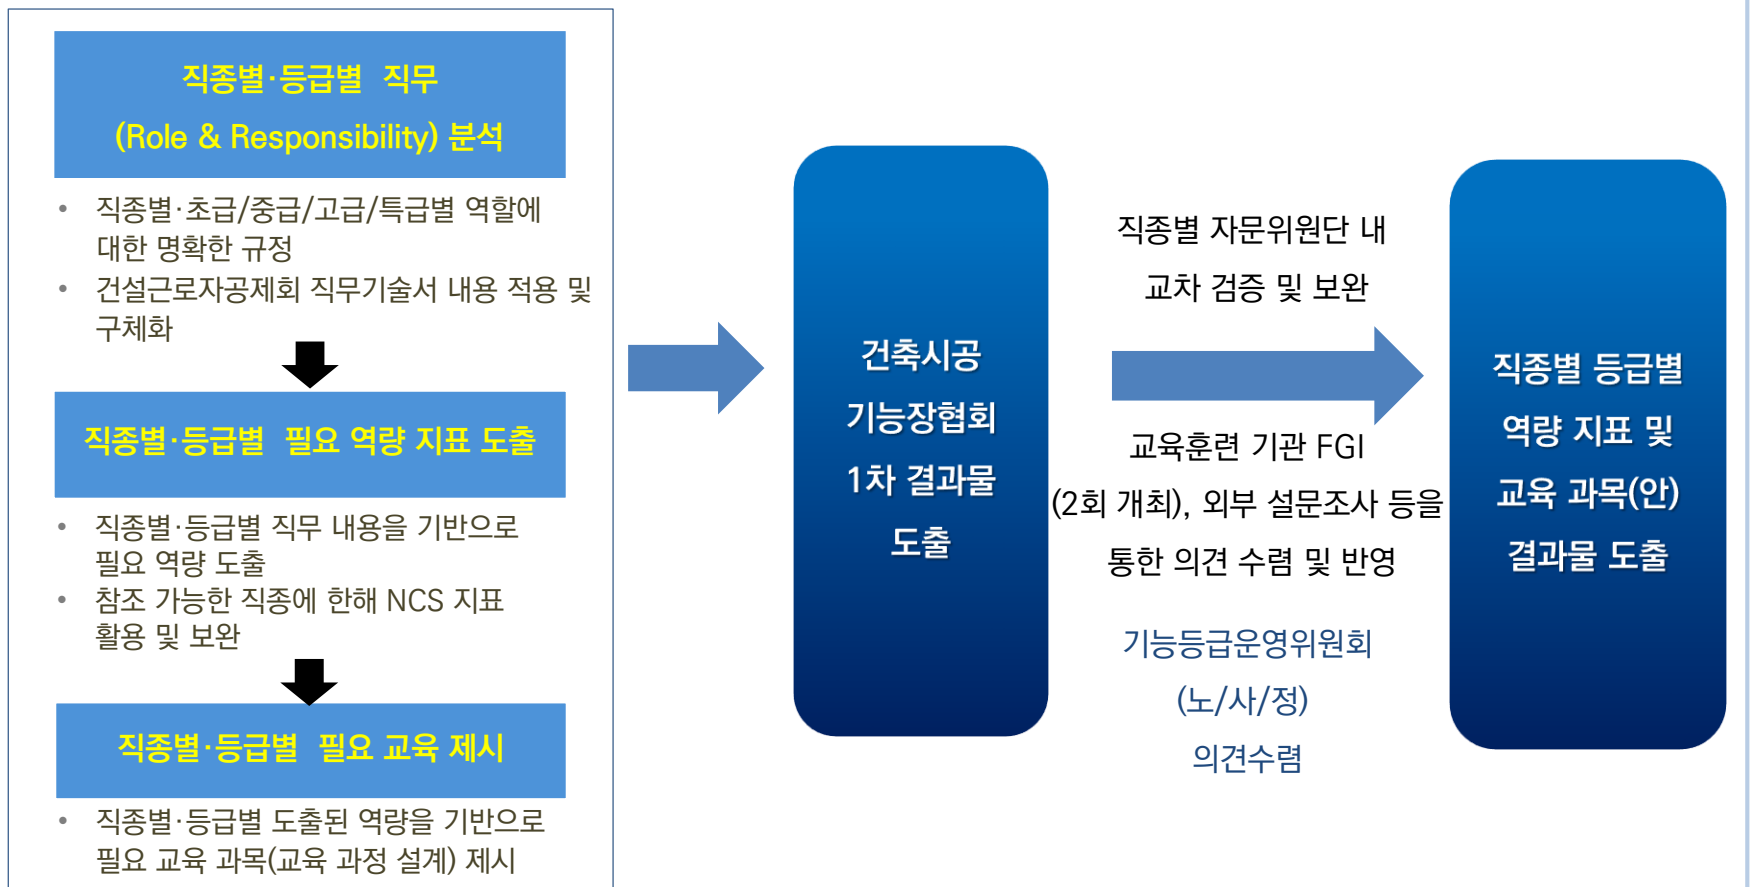 직종별·등급별 직무
(Role & Responsibility) 분석
• 직종별·초급/중급/고급/특급별 역할에
대한 명확한 규정
• 건설근로자공제회 직무기술서 내용 적용 및
구체화
직종별·등급별 필요 역량 지표 도출
• 직종별·등급별 직무 내용을 기반으로
필요 역량 도출
• 참조 가능한 직종에 한해 NCS 지표
활용 및 보완
직종별·등급별 필요 교육 제시
• 직종별·등급별 도출된 역량을 기반으로
필요 교육 과목(교육 과정 설계) 제시
건축시공
기능장협회
1차 결과물
도출
직종별 자문위원단 내
교차 검증 및 보완
교육훈련 기관 FGI
(2회 개최), 외부 설문조사 등을
통한 의견 수렴 및 반영
기능등급운영위원회
(노/사/정)
의견수렴
직종별 등급별
역량 지표 및
교육 과목(안)
결과물 도출